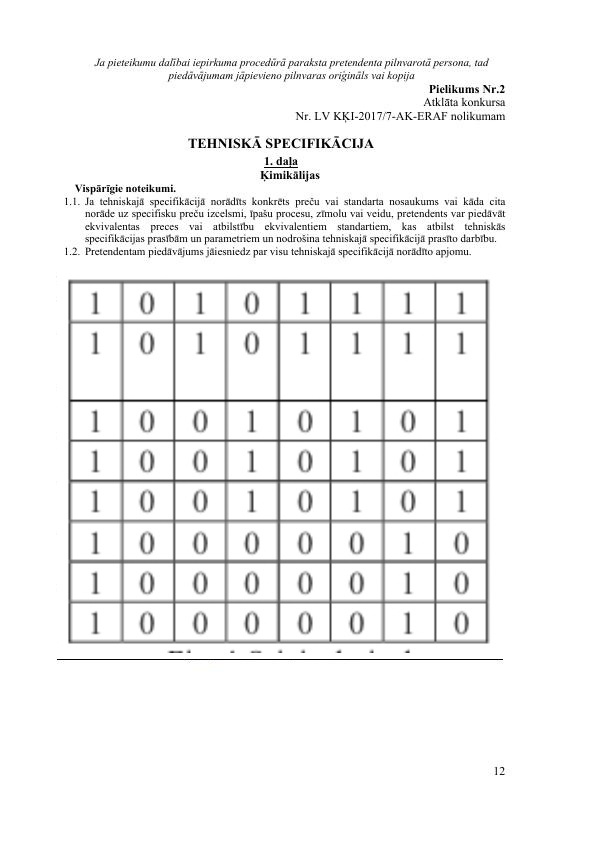 Ja pieteikumu dalībai iepirkuma procedūrā paraksta pretendenta pilnvarotā persona, tad
piedāvājumam jāpievieno pilnvaras oriģināls vai kopija
Pielikums Nr.2
Atklāta konkursa
Nr. LV KĶI-2017/7-AK-ERAF nolikumam
TEHNISKĀ SPECIFIKĀCIJA
1. daļa
Ķimikālijas
Vispārīgie noteikumi.
1.1. Ja tehniskajā specifikācijā norādīts konkrēts preču vai standarta nosaukums vai kāda cita
norāde uz specifisku preču izcelsmi, īpašu procesu, zīmolu vai veidu, pretendents var piedāvāt
ekvivalentas preces vai atbilstību ekvivalentiem standartiem, kas atbilst tehniskās
specifikācijas prasībām un parametriem un nodrošina tehniskajā specifikācijā prasīto darbību.
1.2. Pretendentam piedāvājums jāiesniedz par visu tehniskajā specifikācijā norādīto apjomu.
1 0 1 0 1 1 1 1
1 0 1 0 1 1 1 1
1 0 0 1 0 1 0 1
1 0 0 1 0 1 0 1
1 0 0 1 0 1 0 1
1 0 0 0 0 0 1 0
1 0 0 0 0 0 1 0
1 0 0 0 0 0 1 0
12